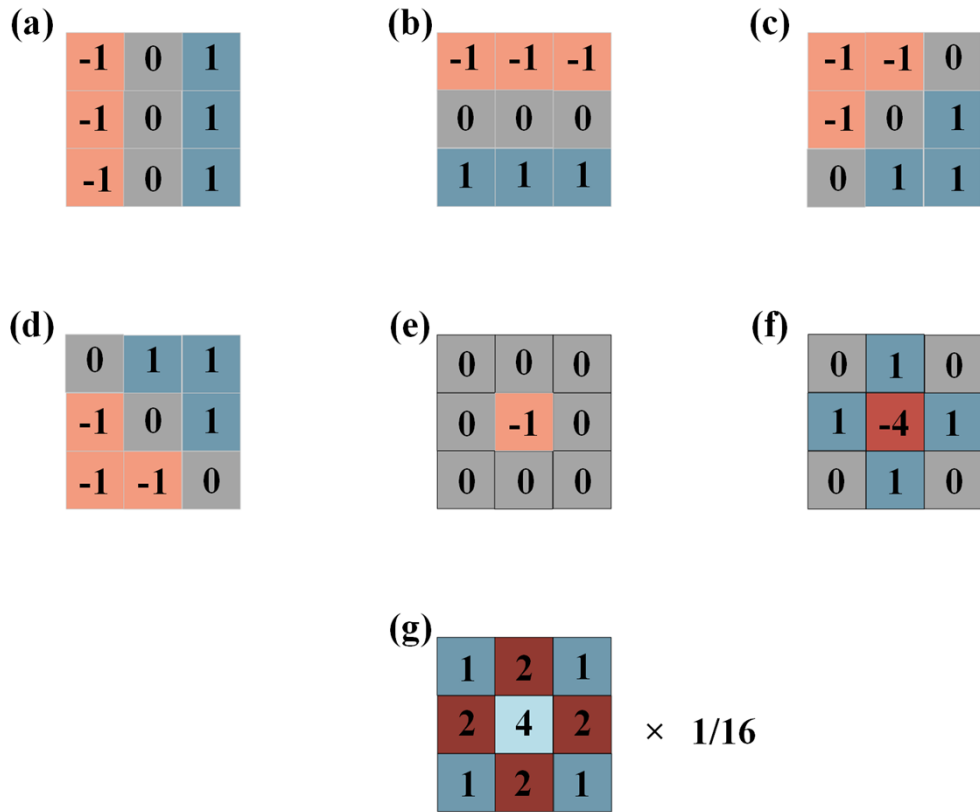 (a) (b) (c)
-1 0 1 -1 -1 -1 -1 -1 0
-1 0 1 0 0 0 -1 0 1
-1 0 1 1 1 1 0 1 1
(d) (e) (f)
0 1 1 0 0 0 0 1 0
-1 0 1 0 -1 0 1 -4 1
-1 -1 0 0 0 0 0 1 0
(g)
1 2 1
2 4 2 × 1/16
1 2 1